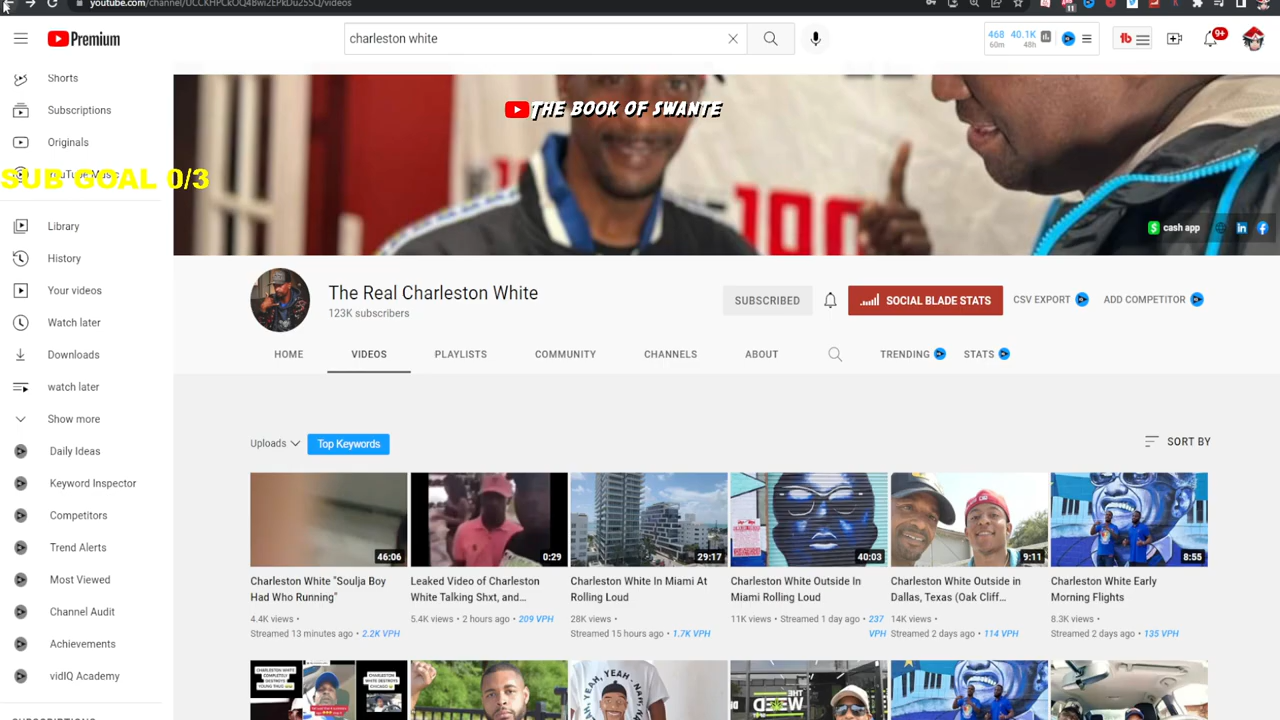 youtube.com/channel/UCCKHPCkOQ4Bwi2EPkDu25SQ/videos
Premium
charleston white
468 40.1K
60m 48h
9+
Shorts
Subscriptions
Originals
SUB GOAL 0/3
Library
History
Your videos
Watch later
Downloads
watch later
Show more
Daily Ideas
Keyword Inspector
Competitors
Trend Alerts
Most Viewed
Channel Audit
Achievements
vidIQ Academy
THE BOOK OF SWANTE
cash app
The Real Charleston White
123K subscribers
SUBSCRIBED
SOCIAL BLADE STATS
CSV EXPORT
ADD COMPETITOR
HOME
VIDEOS
PLAYLISTS
COMMUNITY
CHANNELS
ABOUT
TRENDING
STATS
Uploads
Top Keywords
SORT BY
46:06
0:29
29:17
40:03
9:11
8:55
Charleston White "Soulja Boy
Had Who Running"
4.4K views •
Streamed 13 minutes ago • 2.2K VPH
Leaked Video of Charleston
White Talking Shxt, and...
5.4K views • 2 hours ago • 209 VPH
Charleston White In Miami At
Rolling Loud
28K views •
Streamed 15 hours ago • 1.7K VPH
Charleston White Outside In
Miami Rolling Loud
11K views • Streamed 1 day ago • 237
VPH
Charleston White Outside in
Dallas, Texas (Oak Cliff...
14K views •
Streamed 2 days ago • 114 VPH
Charleston White Early
Morning Flights
8.3K views •
Streamed 2 days ago • 135 VPH